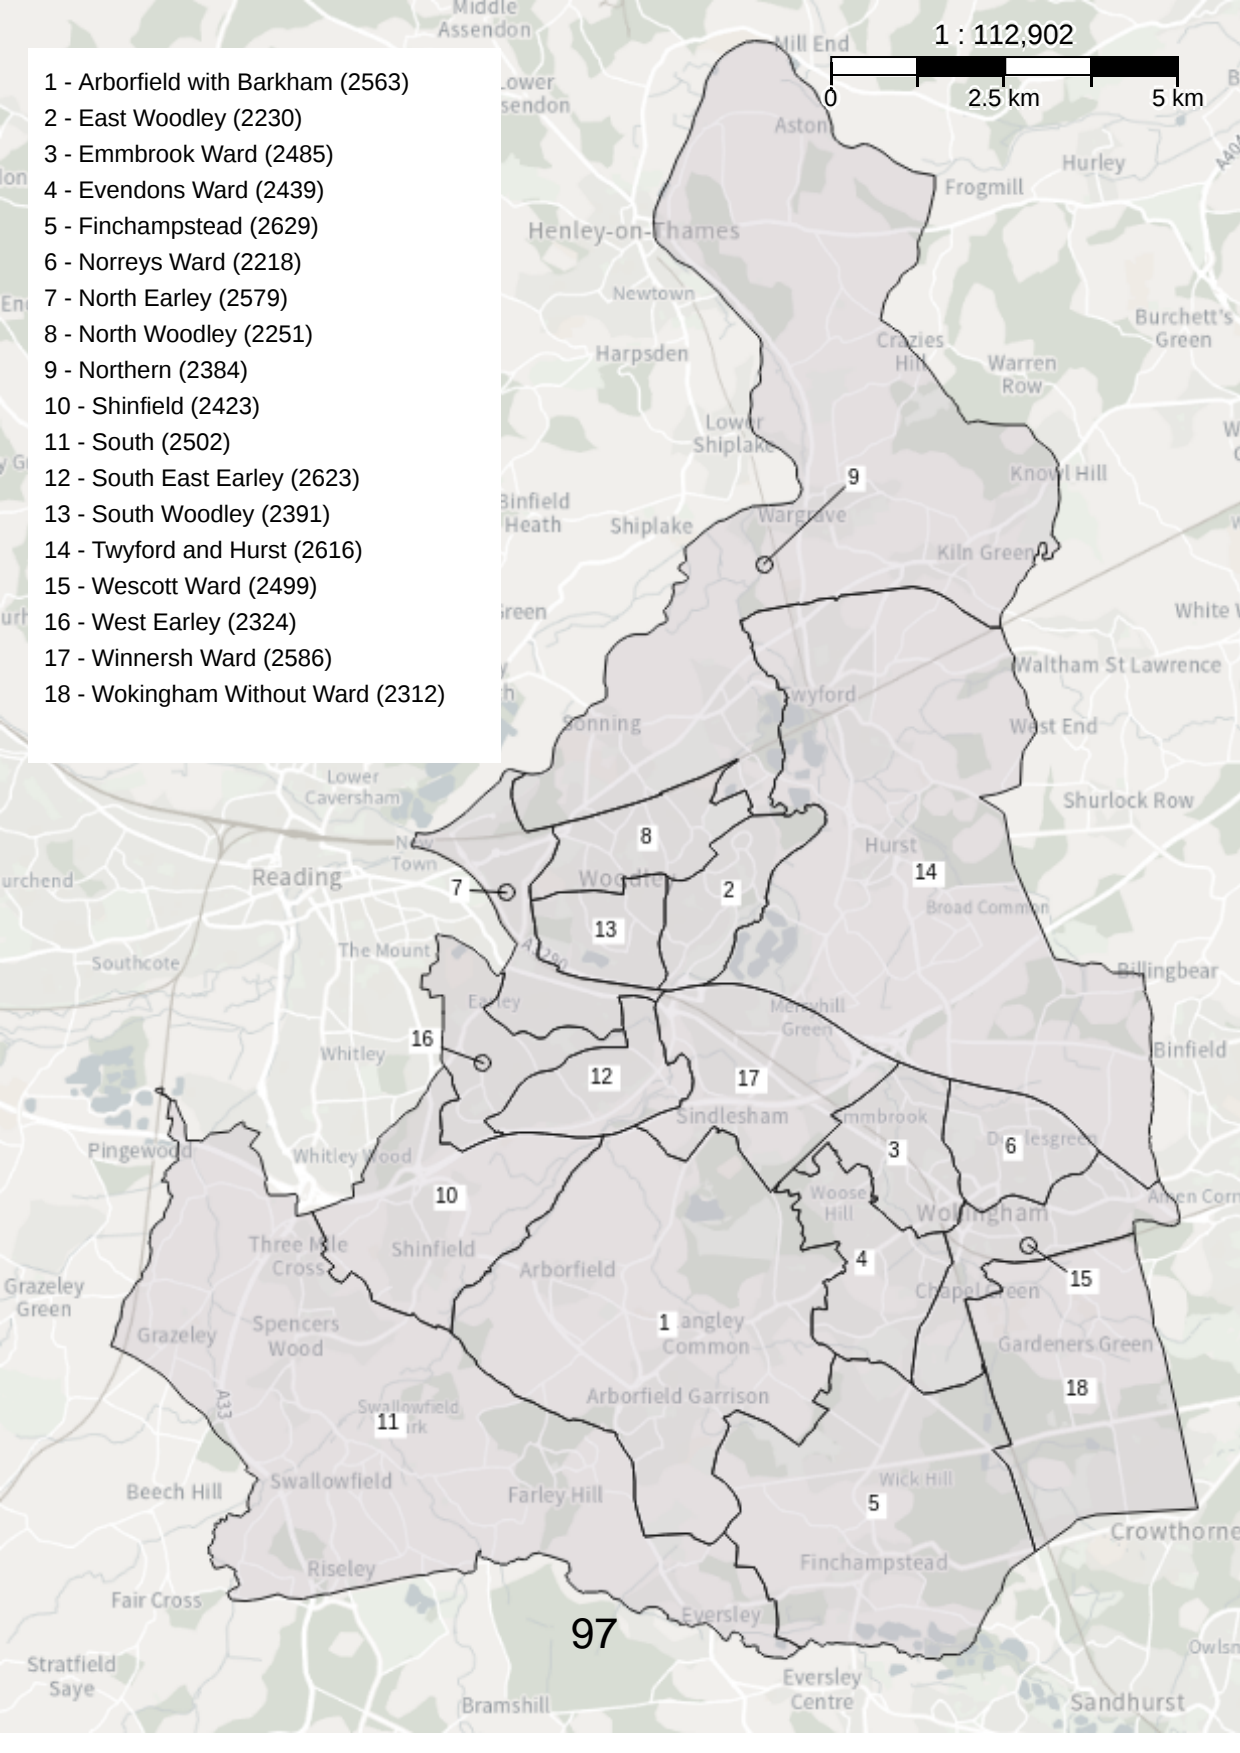 Middle
Assendon
Mill End
1 : 112,902
0
2.5 km
5 km
1 - Arborfield with Barkham (2563)
2 - East Woodley (2230)
3 - Emmbrook Ward (2485)
4 - Evendons Ward (2439)
5 - Finchampstead (2629)
6 - Norreys Ward (2218)
7 - North Earley (2579)
8 - North Woodley (2251)
9 - Northern (2384)
10 - Shinfield (2423)
11 - South (2502)
12 - South East Earley (2623)
13 - South Woodley (2391)
14 - Twyford and Hurst (2616)
15 - Wescott Ward (2499)
16 - West Earley (2324)
17 - Winnersh Ward (2586)
18 - Wokingham Without Ward (2312)
Aston
Hurley
A404
Frogmill
Henley-on-Thames
Newtown
Harpsden
Crazies
Hill
Warren
Row
Burchett's
Green
Lower
Shiplake
Knowl Hill
9
Binfield
Heath
Shiplake
Wargrave
Kiln Green
Waltham St Lawrence
Twyford
Sonning
West End
Lower
Caversham
Shurlock Row
New
Town
8
Hurst
Reading
Woodley
7
2
14
Broad Common
13
The Mount
A3290
Southcote
Billingbear
Earley
Merryhill
Green
16
Whitley
Binfield
12
17
Sindlesham
Emmbrook
3
6
Pingewood
Whitley Wood
10
Woose
Hill
Wokingham
Amen Corn
Three Mile
Cross
Shinfield
Arborfield
4
15
Grazeley
Green
Chapel Green
Grazeley
Spencers
Wood
1
Langley
Common
Gardeners Green
A33
Arborfield Garrison
18
Swallowfield
Park
11
Swallowfield
Beech Hill
Farley Hill
Wick Hill
5
Crowthorne
Riseley
Finchampstead
Fair Cross
97
Eversley
Stratfield
Saye
Eversley
Centre
Bramshill
Sandhurst